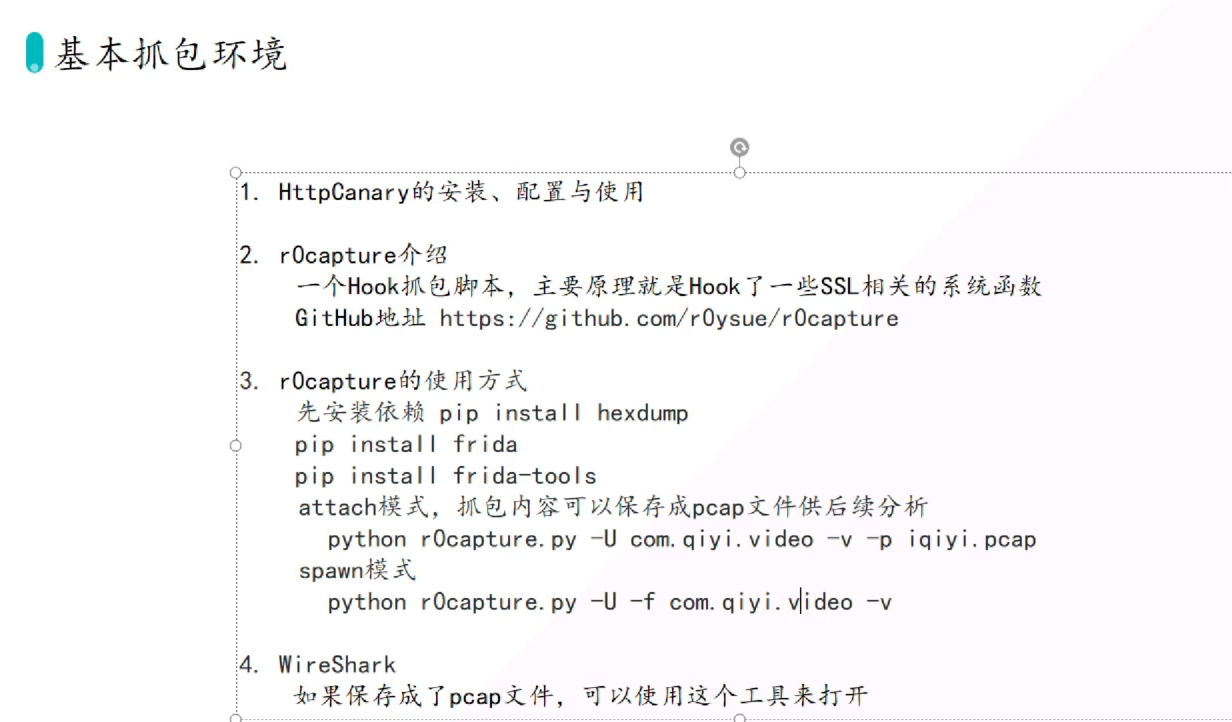 基本抓包环境
1. HttpCanary的安装、配置与使用
2. r0capture介绍
一个Hook抓包脚本，主要原理就是Hook了一些SSL相关的系统函数
GitHub地址 https://github.com/r0ysue/r0capture
3. r0capture的使用方式
先安装依赖 pip install hexdump
pip install frida
pip install frida-tools
attach模式，抓包内容可以保存成pcap文件供后续分析
python r0capture.py -U com.qiyi.video -v -p iqiyi.pcap
spawn模式
python r0capture.py -U -f com.qiyi.video -v
4. WireShark
如果保存成了pcap文件，可以使用这个工具来打开